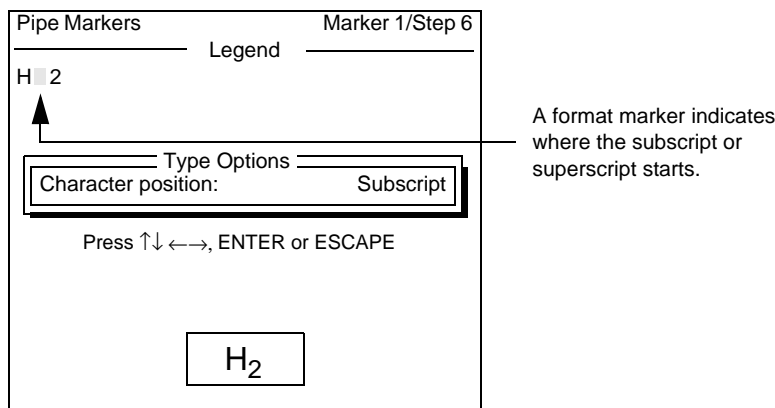 Pipe Markers Marker 1/Step 6
Legend
H 2
A format marker indicates
where the subscript or
superscript starts.
Type Options
Character position: Subscript
Press ↑↓ ←→, ENTER or ESCAPE
H₂